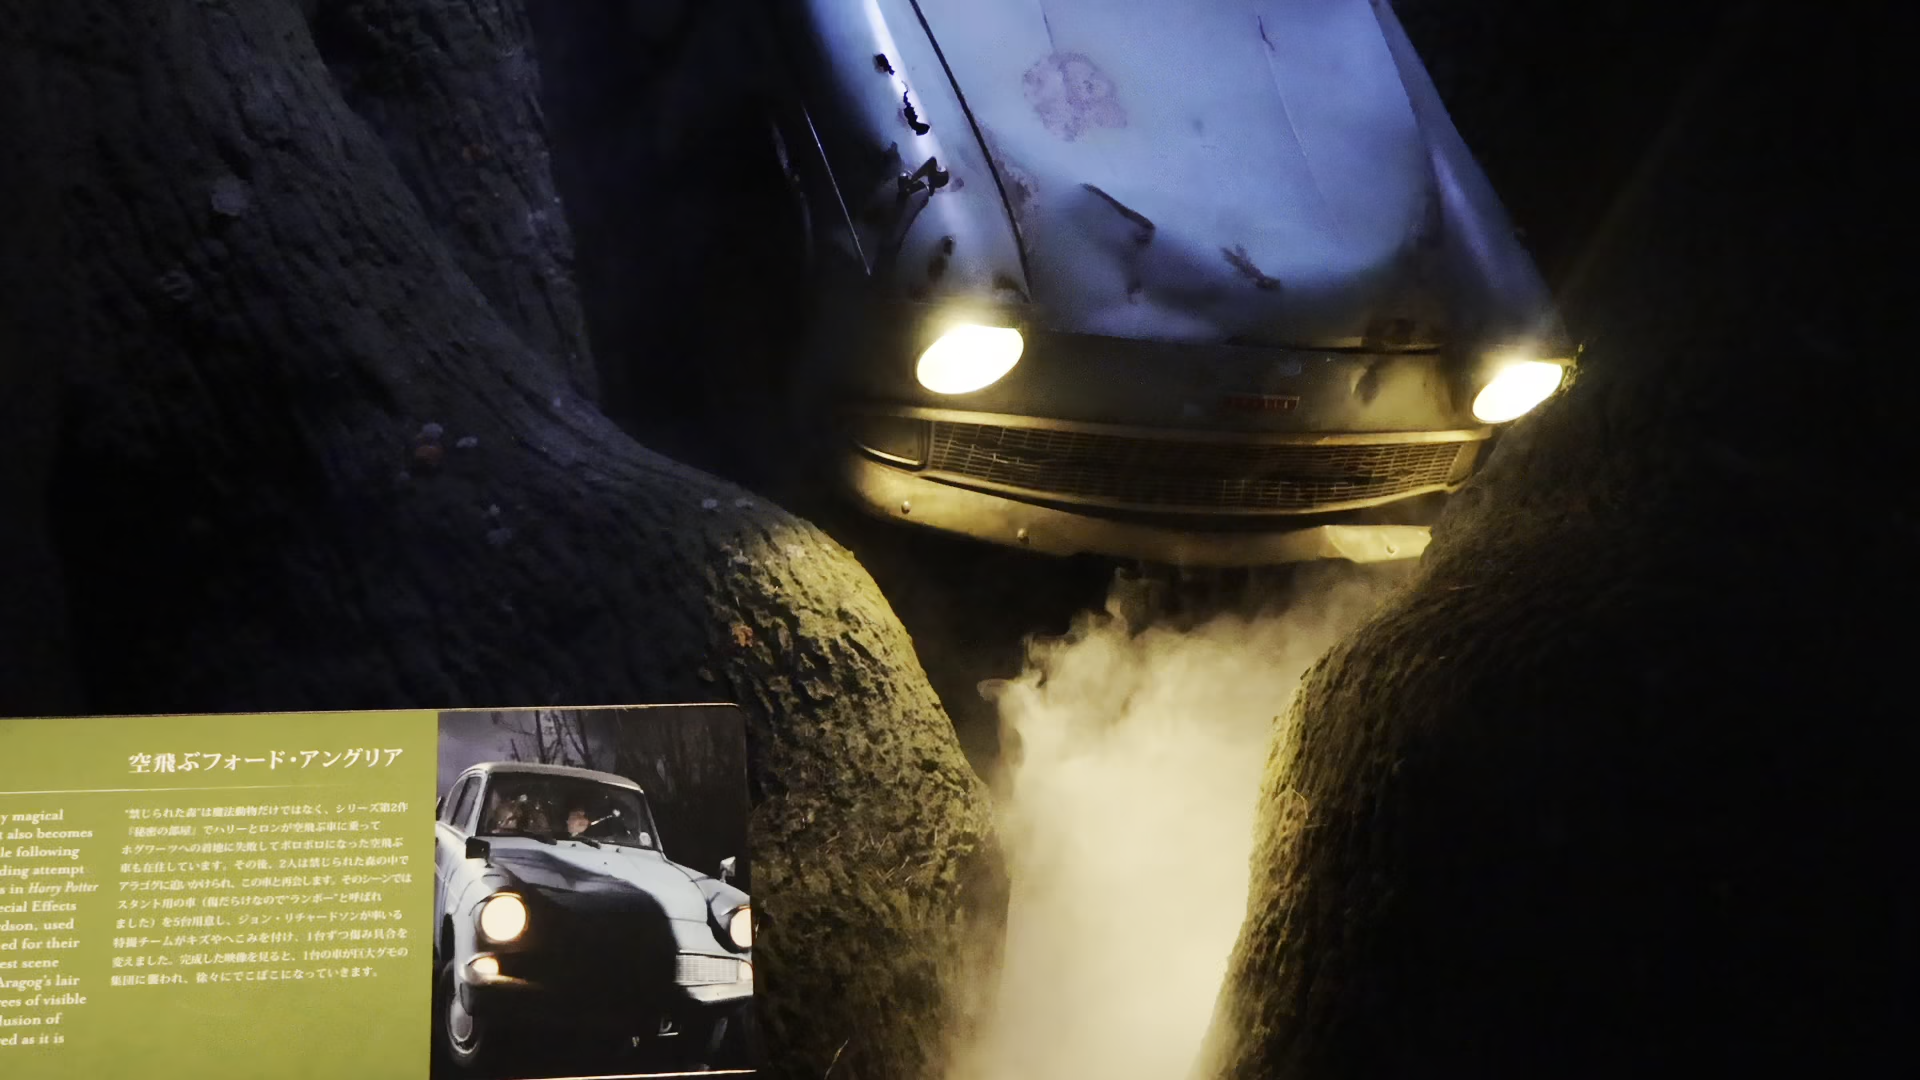 空飛ぶフォード・アングリア
y magical
t also becomes
le following
ding attempt
s in Harry Potter
ecial Effects
rdson, used
ed for their
est scene
Aragog's lair
rees of visible
lusion of
red as it is
"禁じられた森"は魔法動物だけではなく、シリーズ第2作
『秘密の部屋』でハリーとロンが空飛ぶ車に乗って
ホグワーツへの着地に失敗してボロボロになった空飛ぶ
車も在住しています。その後、2人は禁じられた森の中で
アラゴグに追いかけられ、この車と再会します。そのシーンでは
スタント用の車（傷だらけなので"ランボー"と呼ばれ
ました）を5台用意し、ジョン・リチャードソンが率いる
特撮チームがキズやへこみを付け、1台ずつ傷み具合を
変えました。完成した映像を見ると、1台の車が巨大グモの
集団に襲われ、徐々にでこぼこになっていきます。